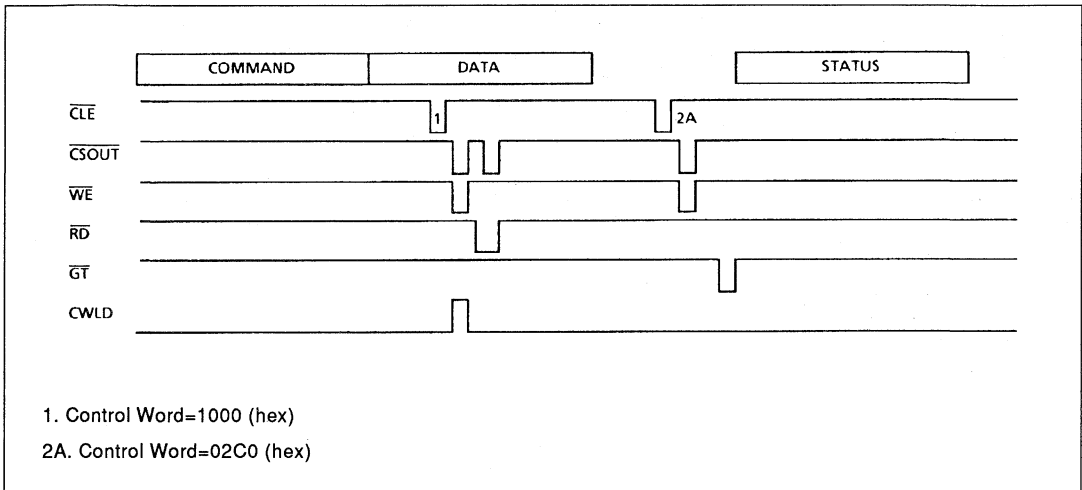 COMMAND DATA STATUS
CLE 1 2A
CSOUT
WE
RD
GT
CWLD
1. Control Word=1000 (hex)
2A. Control Word=02C0 (hex)